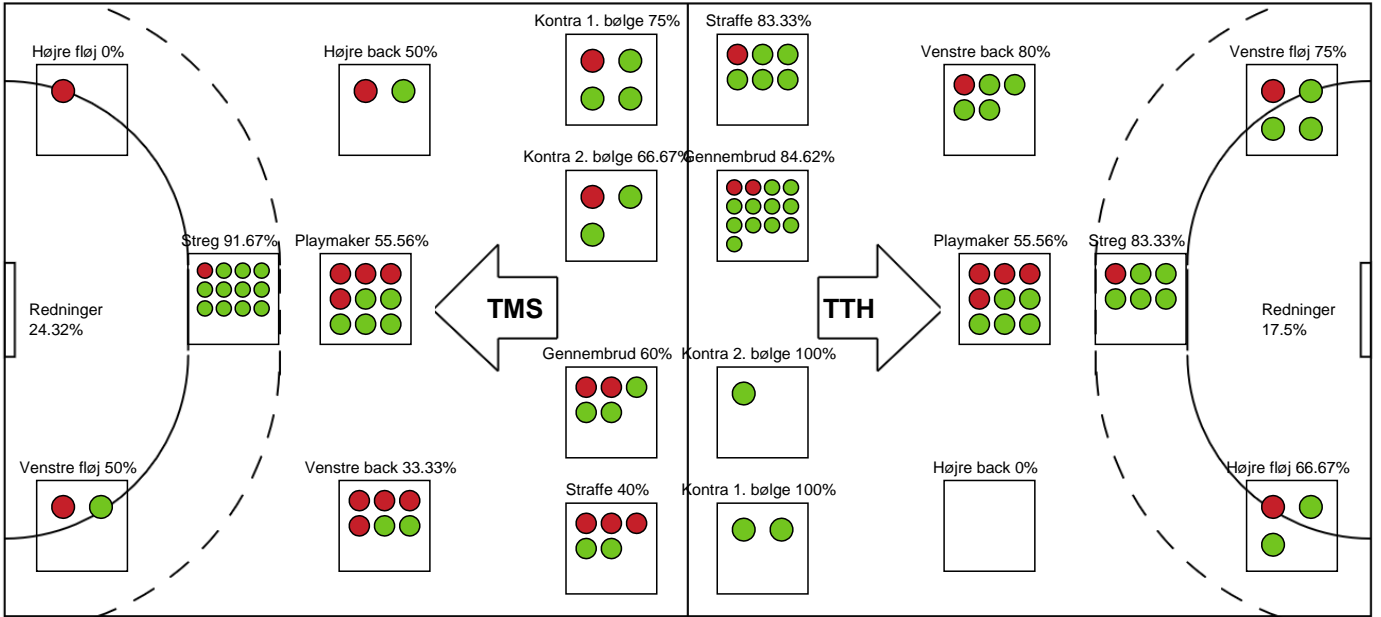 Kontra 1. bølge 75%
Straffe 83.33%
Højre fløj 0%
Højre back 50%
Venstre back 80%
Venstre fløj 75%
Kontra 2. bølge 66.67%
Gennembrud 84.62%
Streg 91.67%
Playmaker 55.56%
Playmaker 55.56%
Streg 83.33%
Redninger
24.32%
TMS
TTH
Redninger
17.5%
Gennembrud 60%
Kontra 2. bølge 100%
Venstre fløj 50%
Venstre back 33.33%
Højre back 0%
Højre fløj 66.67%
Straffe 40%
Kontra 1. bølge 100%